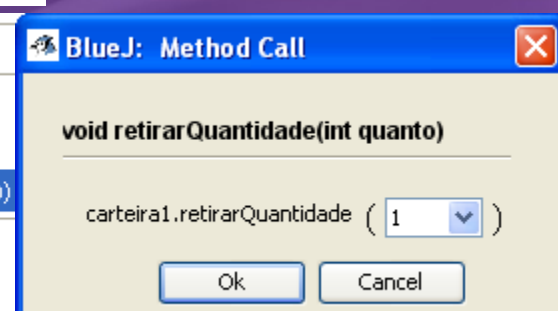 BlueJ: Method Call
void retirarQuantidade(int quanto)
o)
carteira1.retirarQuantidade ( 1 )
Ok Cancel